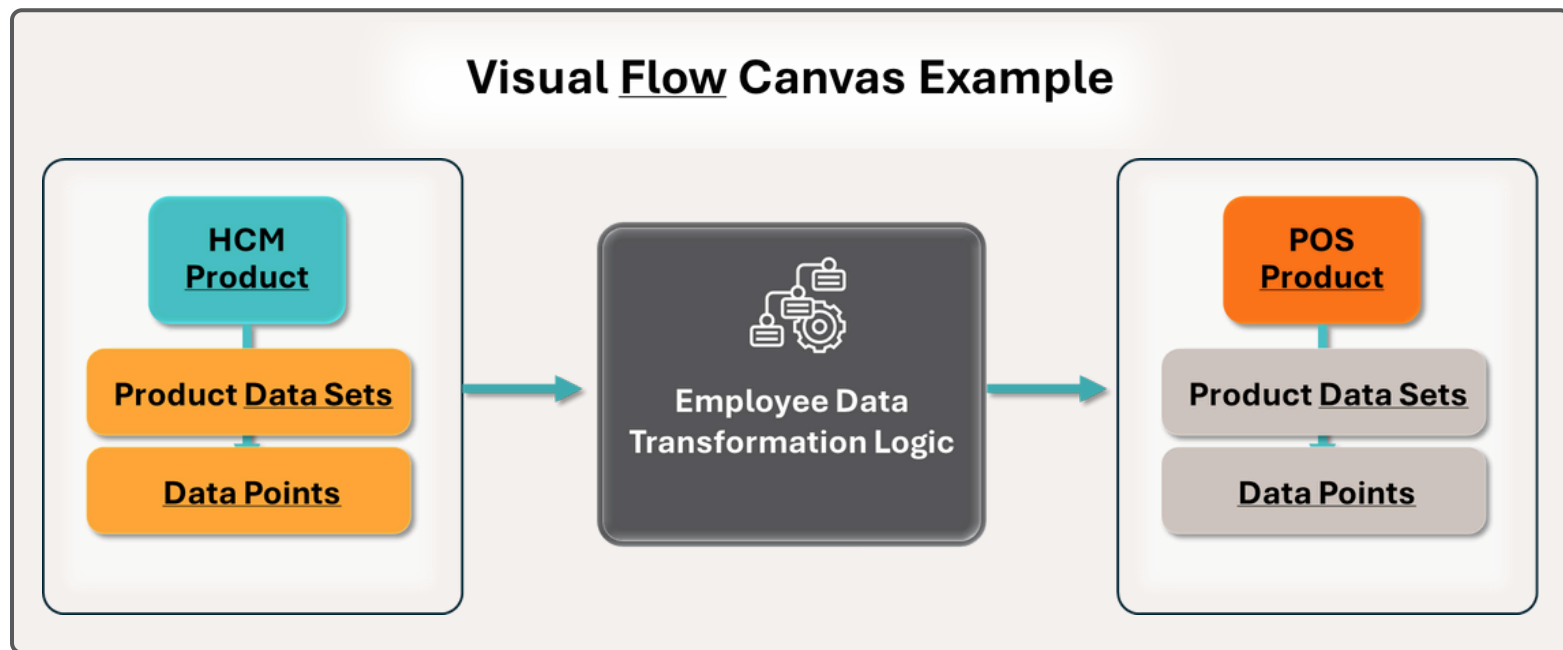 Visual Flow Canvas Example
HCM
Product
Product Data Sets
Data Points
Employee Data
Transformation Logic
POS
Product
Product Data Sets
Data Points